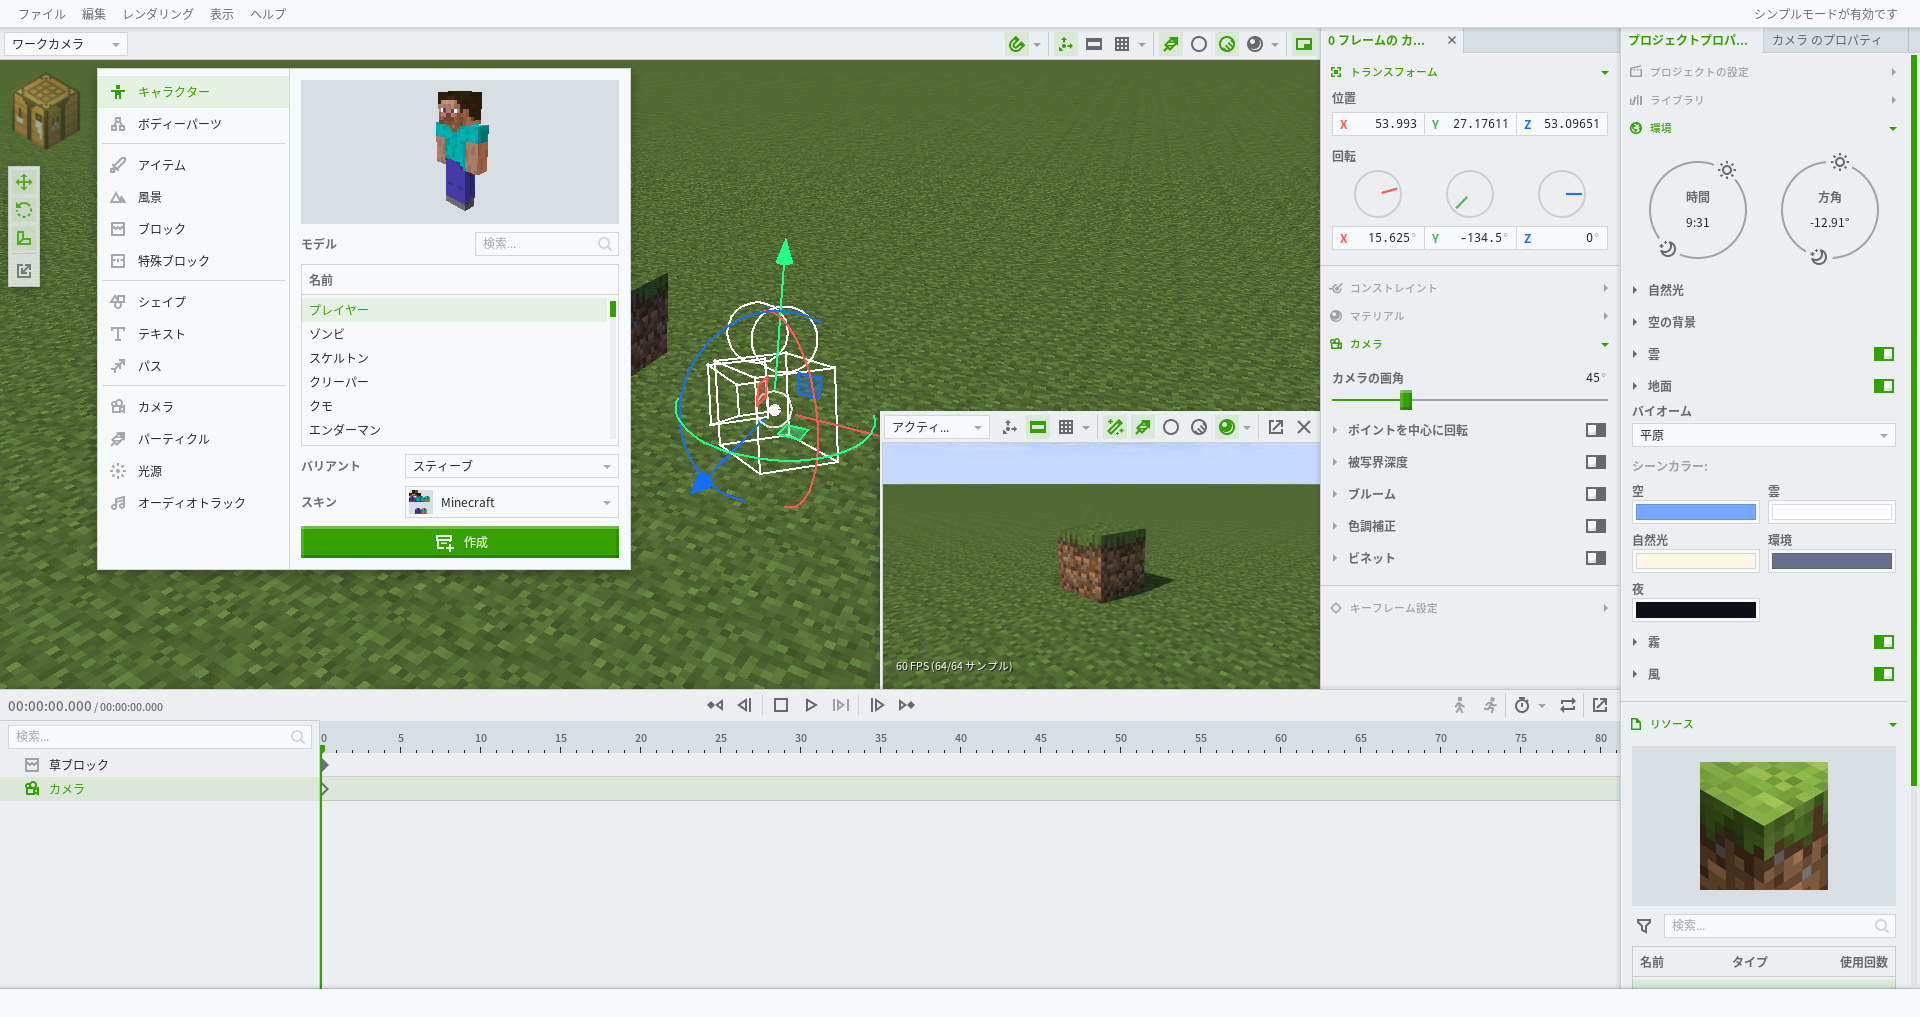 ファイル 編集 レンダリング 表示 ヘルプ シンプルモードが有効です
ワークカメラ
キャラクター
ボディーパーツ
アイテム
風景
ブロック
特殊ブロック
シェイプ
テキスト
パス
カメラ
パーティクル
光源
オーディオトラック
モデル 検索...
名前
プレイヤー
ゾンビ
スケルトン
クリーパー
クモ
エンダーマン
バリアント スティーブ
スキン Minecraft
作成
アクティ...
60 FPS (64/64 サンプル)
0 フレームの カ...
トランスフォーム
位置
X 53.993 Y 27.17611 Z 53.09651
回転
X 15.625° Y -134.5° Z 0°
コンストレイント
マテリアル
カメラ
カメラの画角 45°
ポイントを中心に回転
被写界深度
ブルーム
色調補正
ビネット
キーフレーム設定
プロジェクトプロパ... カメラ のプロパティ
プロジェクトの設定
ライブラリ
環境
時間 方角
9:31 -12.91°
自然光
空の背景
雲
地面
バイオーム
平原
シーンカラー:
空 雲
自然光 環境
夜
霧
風
リソース
検索...
名前 タイプ 使用回数
00:00:00.000 / 00:00:00.000
検索...
0 5 10 15 20 25 30 35 40 45 50 55 60 65 70 75 80
草ブロック
カメラ